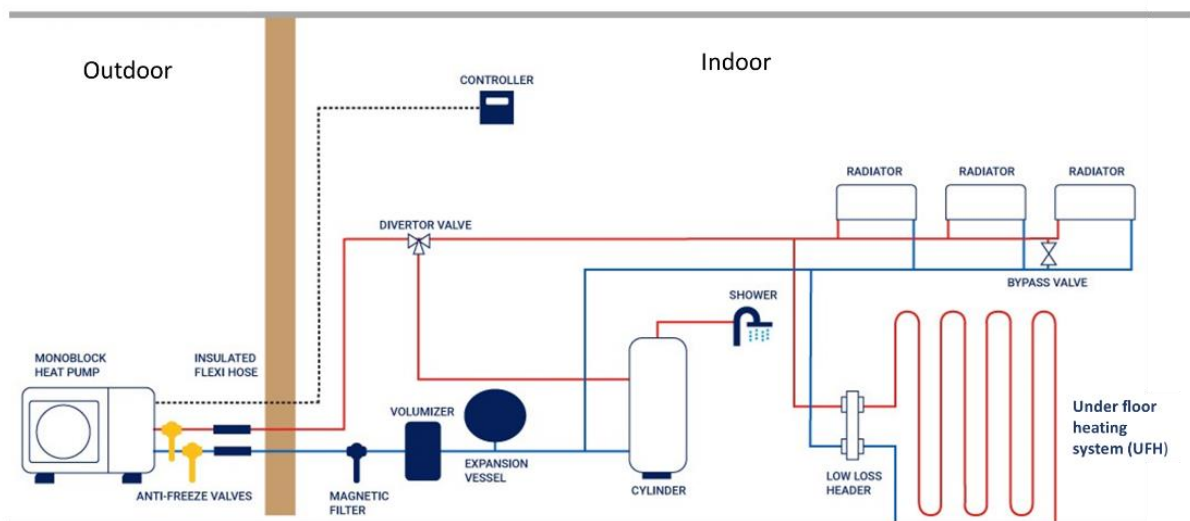 Outdoor
Indoor
CONTROLLER
RADIATOR
RADIATOR
RADIATOR
DIVERTOR VALVE
BYPASS VALVE
SHOWER
MONOBLOCK
HEAT PUMP
INSULATED
FLEXI HOSE
VOLUMIZER
Under floor
heating
system (UFH)
EXPANSION
VESSEL
ANTI-FREEZE VALVES
MAGNETIC
FILTER
CYLINDER
LOW LOSS
HEADER